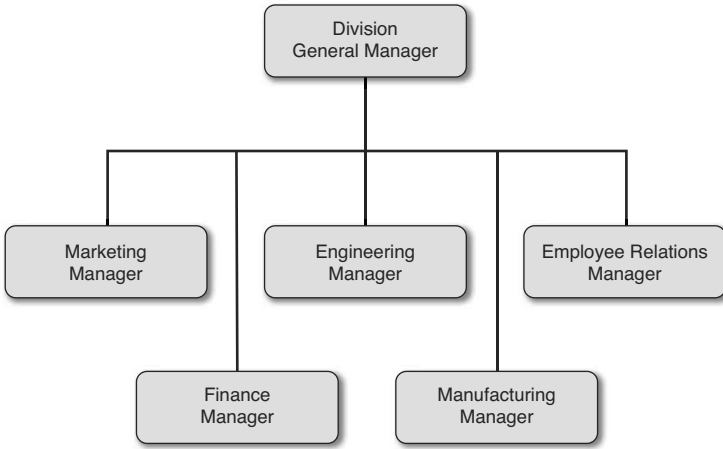 Division
General Manager
Marketing
Manager
Engineering
Manager
Employee Relations
Manager
Finance
Manager
Manufacturing
Manager